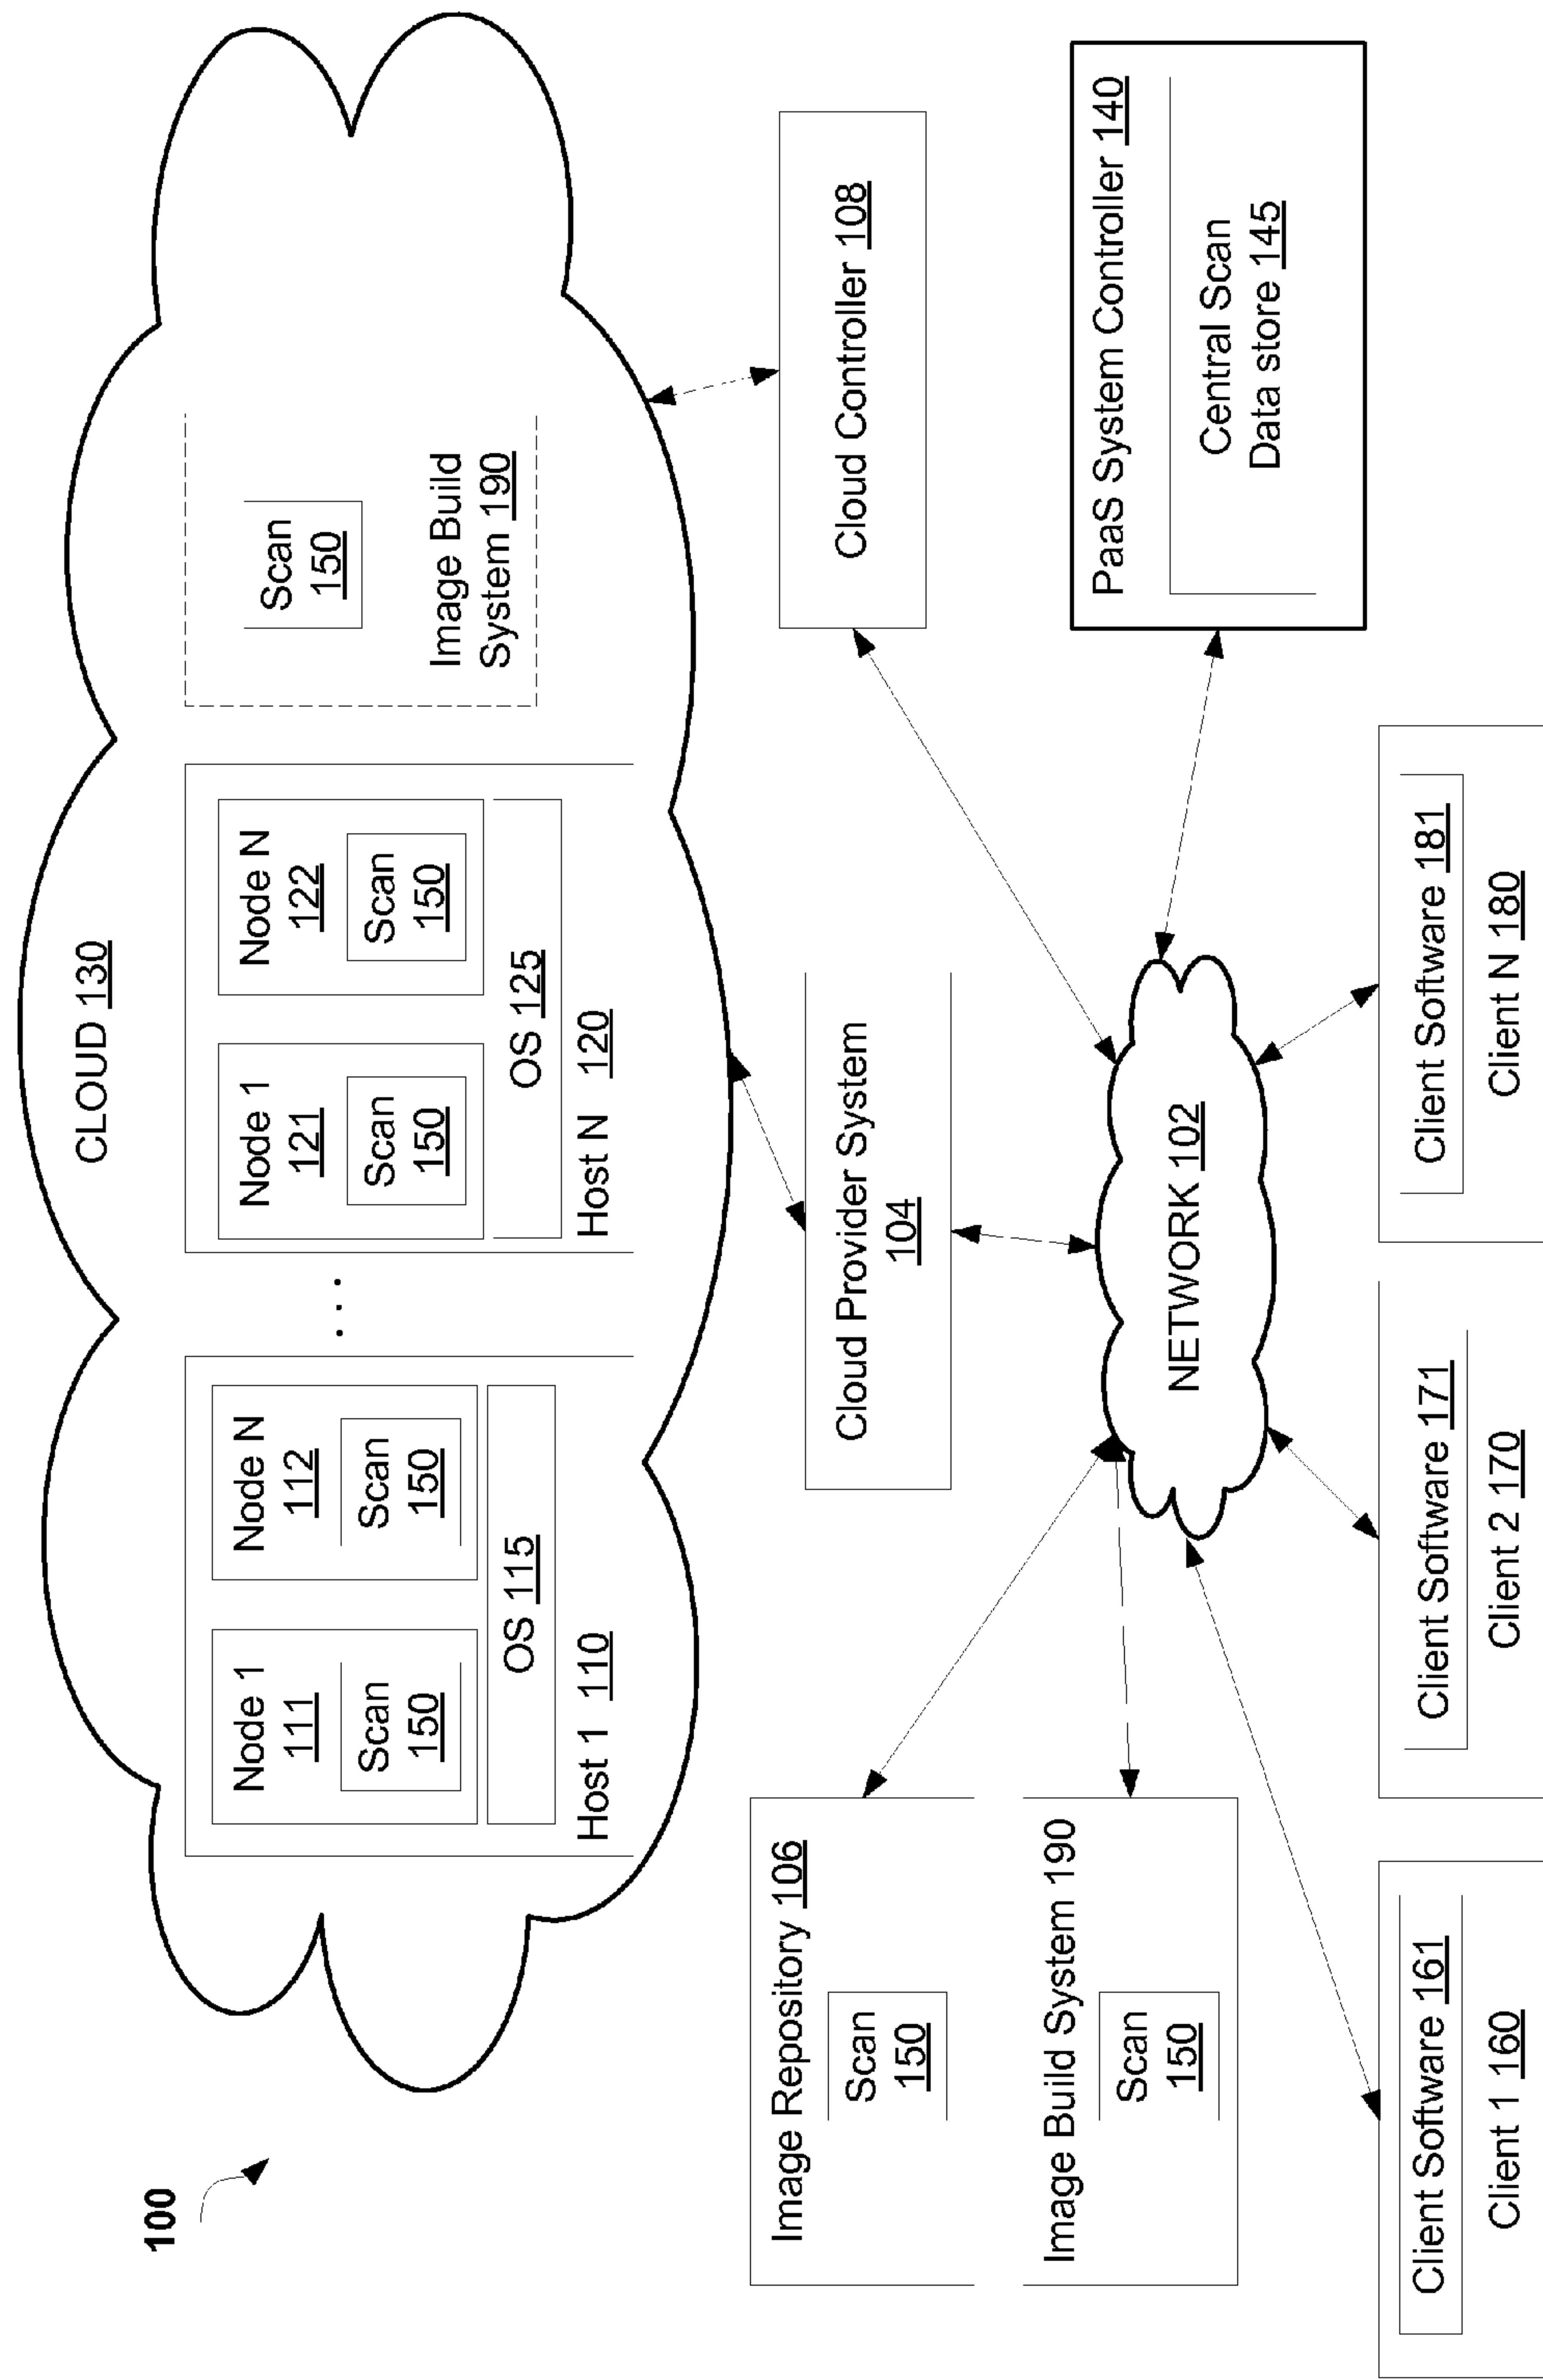 100
CLOUD 130
Node 1
111
Scan
150
Node N
112
Scan
150
OS 115
Host 1 110
. . .
Node 1
121
Scan
150
Node N
122
Scan
150
OS 125
Host N 120
Scan
150
Image Build
System 190
Image Repository 106
Scan
150
Image Build System 190
Scan
150
Cloud Provider System
104
Cloud Controller 108
NETWORK 102
PaaS System Controller 140
Central Scan
Data store 145
Client Software 161
Client 1 160
Client Software 171
Client 2 170
Client Software 181
Client N 180